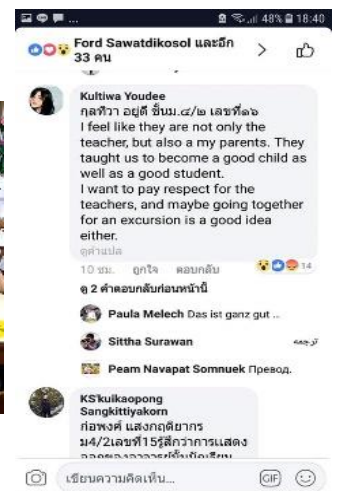 48% 18:40
Ford Sawatdikosol และอีก
33 คน
Kultiwa Youdee
กุลทิวา อยู่ดี ชั้นม.๔/๒ เลขที่๑๖
I feel like they are not only the
teacher, but also a my parents. They
taught us to become a good child as
well as a good student.
I want to pay respect for the
teachers, and maybe going together
for an excursion is a good idea
either.
ดูคำแปล
10 ชม. ถูกใจ ตอบกลับ 14
ดู 2 คำตอบกลับก่อนหน้านี้
Paula Melech Das ist ganz gut ..
Sittha Surawan ترجمه
Peam Navapat Somnuek Превод.
KS'kuikaopong
Sangkittiyakorn
ก่อพงศ์ แสงกฤตยากร
ม4/2เลขที่15รู้สึกว่าการแสดง
เขียนความคิดเห็น...
GIF